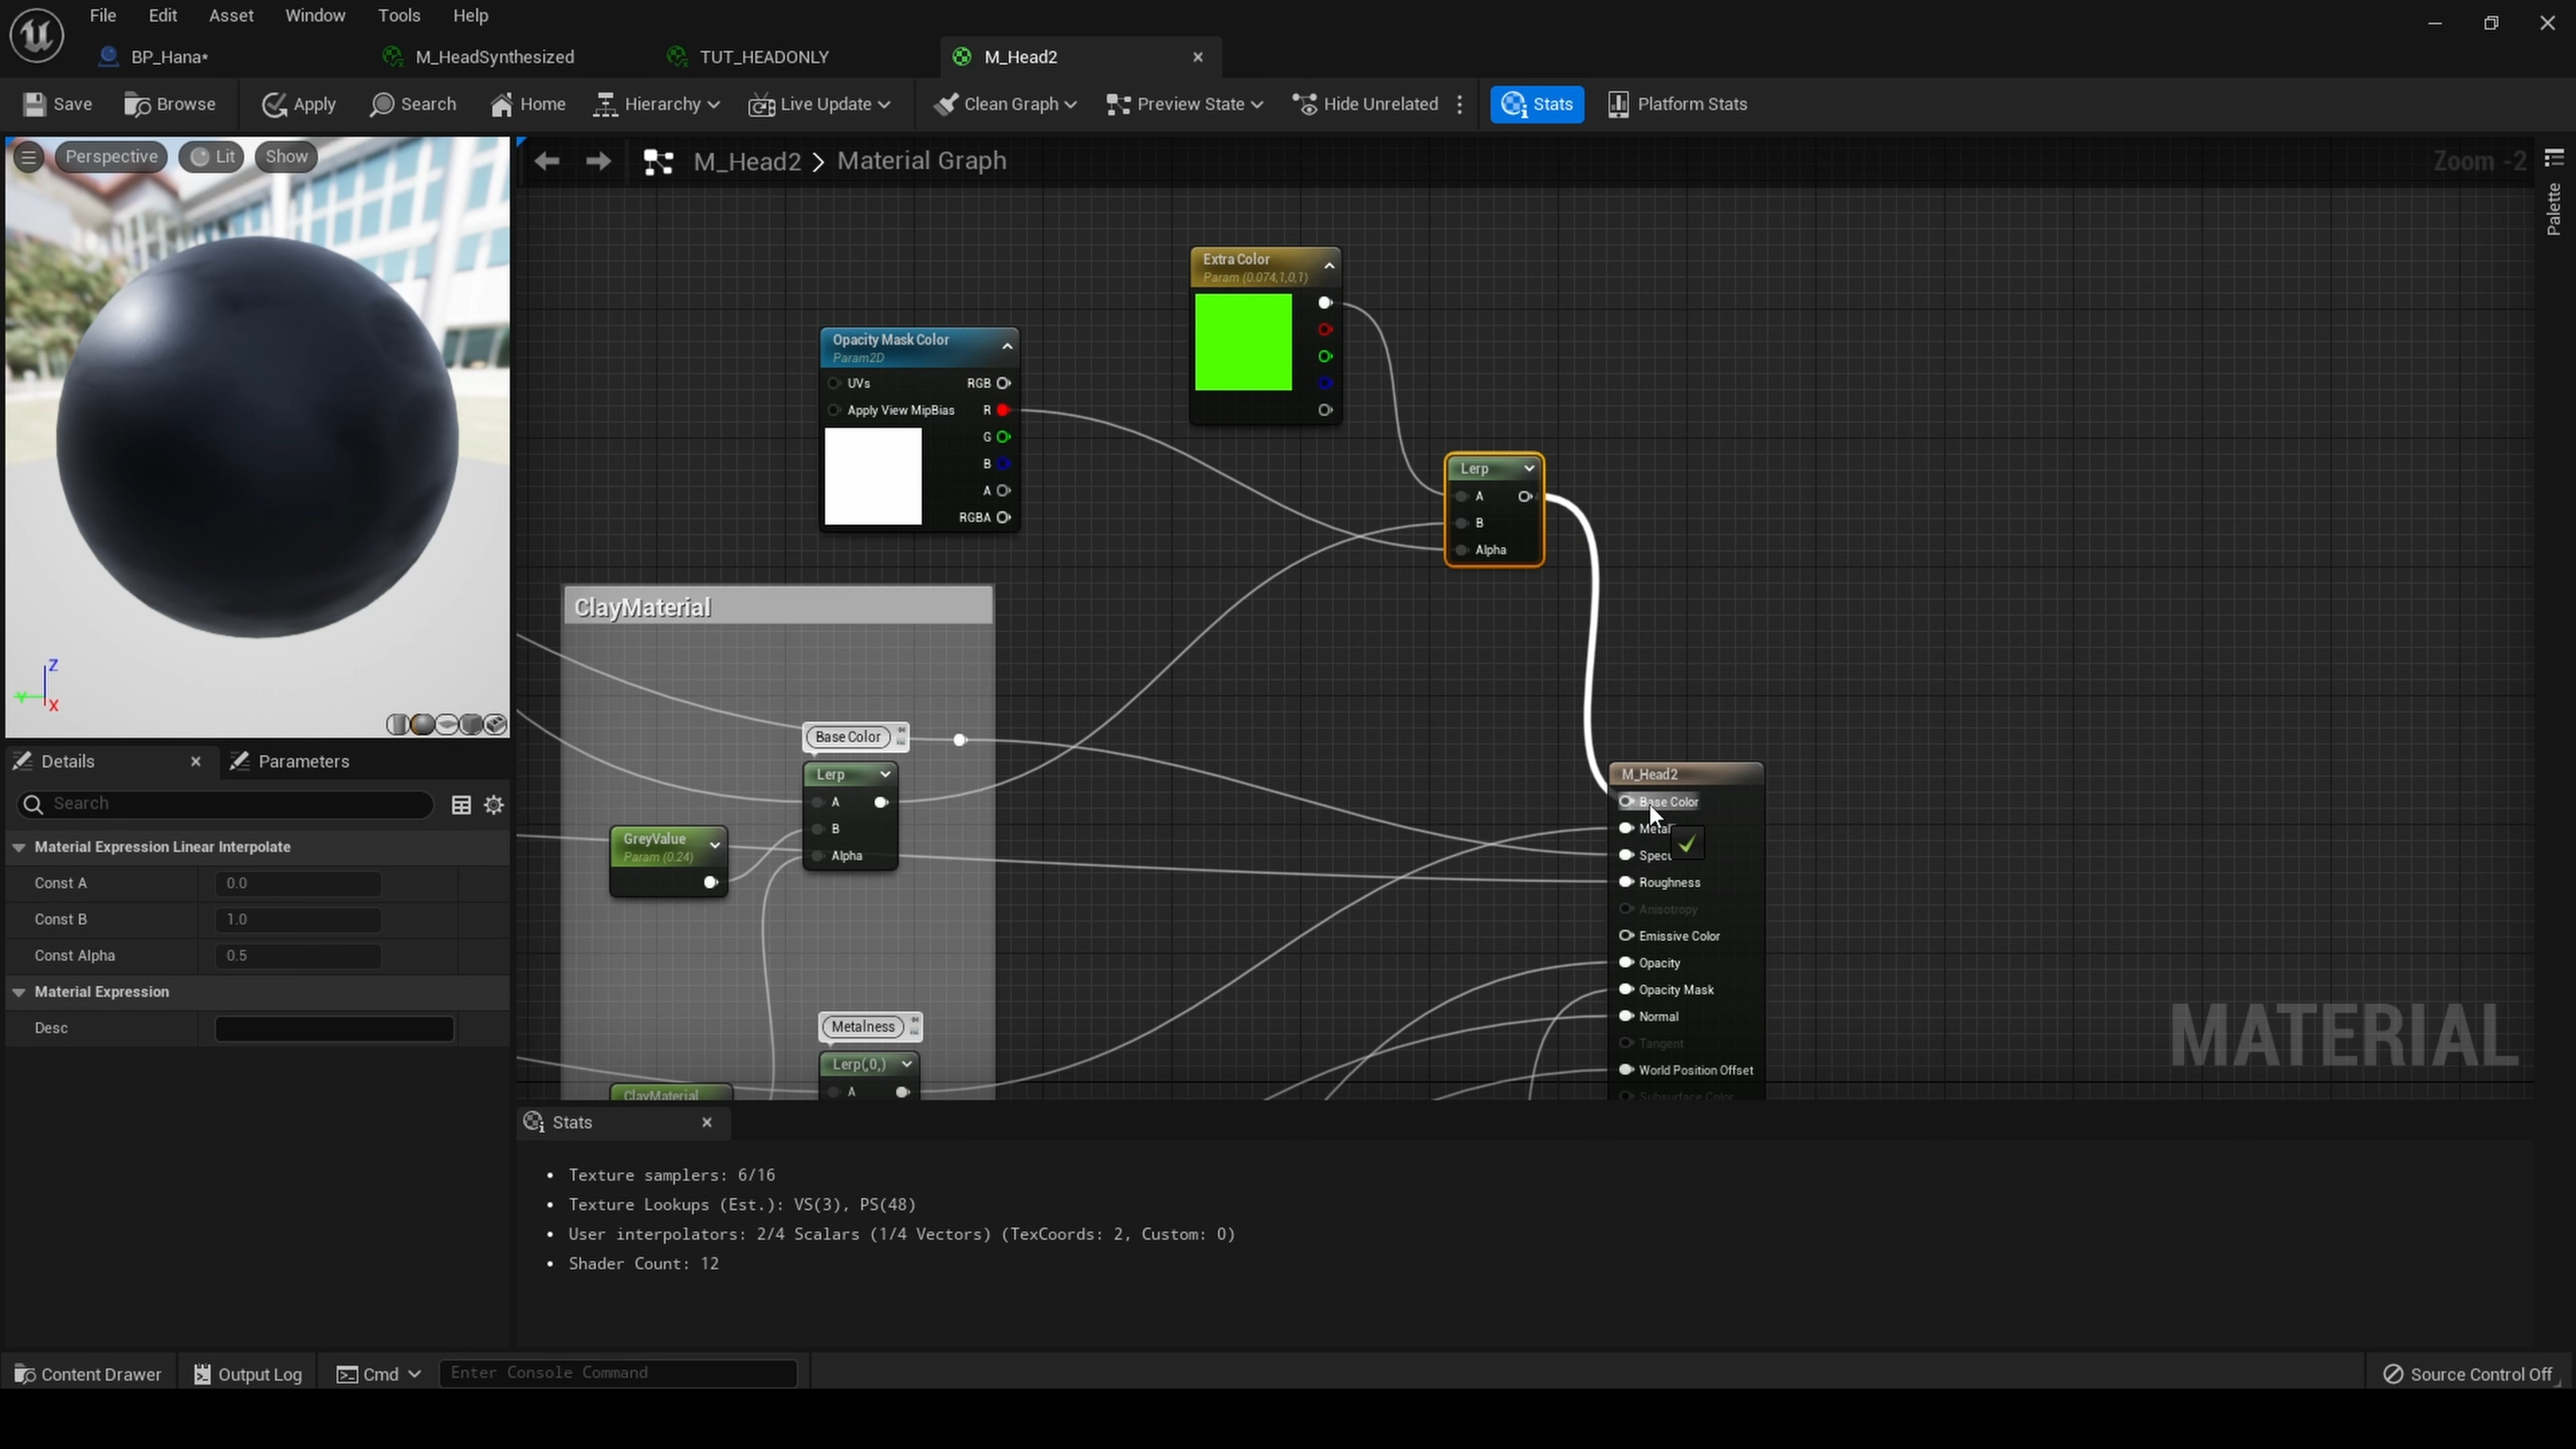 File Edit Asset Window Tools Help
BP_Hana* M_HeadSynthesized TUT_HEADONLY M_Head2
Save Browse Apply Search Home Hierarchy Live Update Clean Graph Preview State Hide Unrelated Stats Platform Stats
Perspective Lit Show
M_Head2 > Material Graph
Zoom -2
Palette
Extra Color
Param (0.074,1,0,1)
Opacity Mask Color
Param2D
UVs RGB
Apply View MipBias R
G
B
A
RGBA
Lerp
A
B
Alpha
ClayMaterial
Base Color
Lerp
A
B
Alpha
GreyValue
Param (0.24)
Metalness
Lerp(,0,)
A
ClayMaterial
M_Head2
Base Color
Metal
Specu
Roughness
Anisotropy
Emissive Color
Opacity
Opacity Mask
Normal
Tangent
World Position Offset
Subsurface Color
MATERIAL
Z
Y
X
Details Parameters
Search
Material Expression Linear Interpolate
Const A 0.0
Const B 1.0
Const Alpha 0.5
Material Expression
Desc
Stats
• Texture samplers: 6/16
• Texture Lookups (Est.): VS(3), PS(48)
• User interpolators: 2/4 Scalars (1/4 Vectors) (TexCoords: 2, Custom: 0)
• Shader Count: 12
Content Drawer Output Log Cmd Enter Console Command Source Control Off